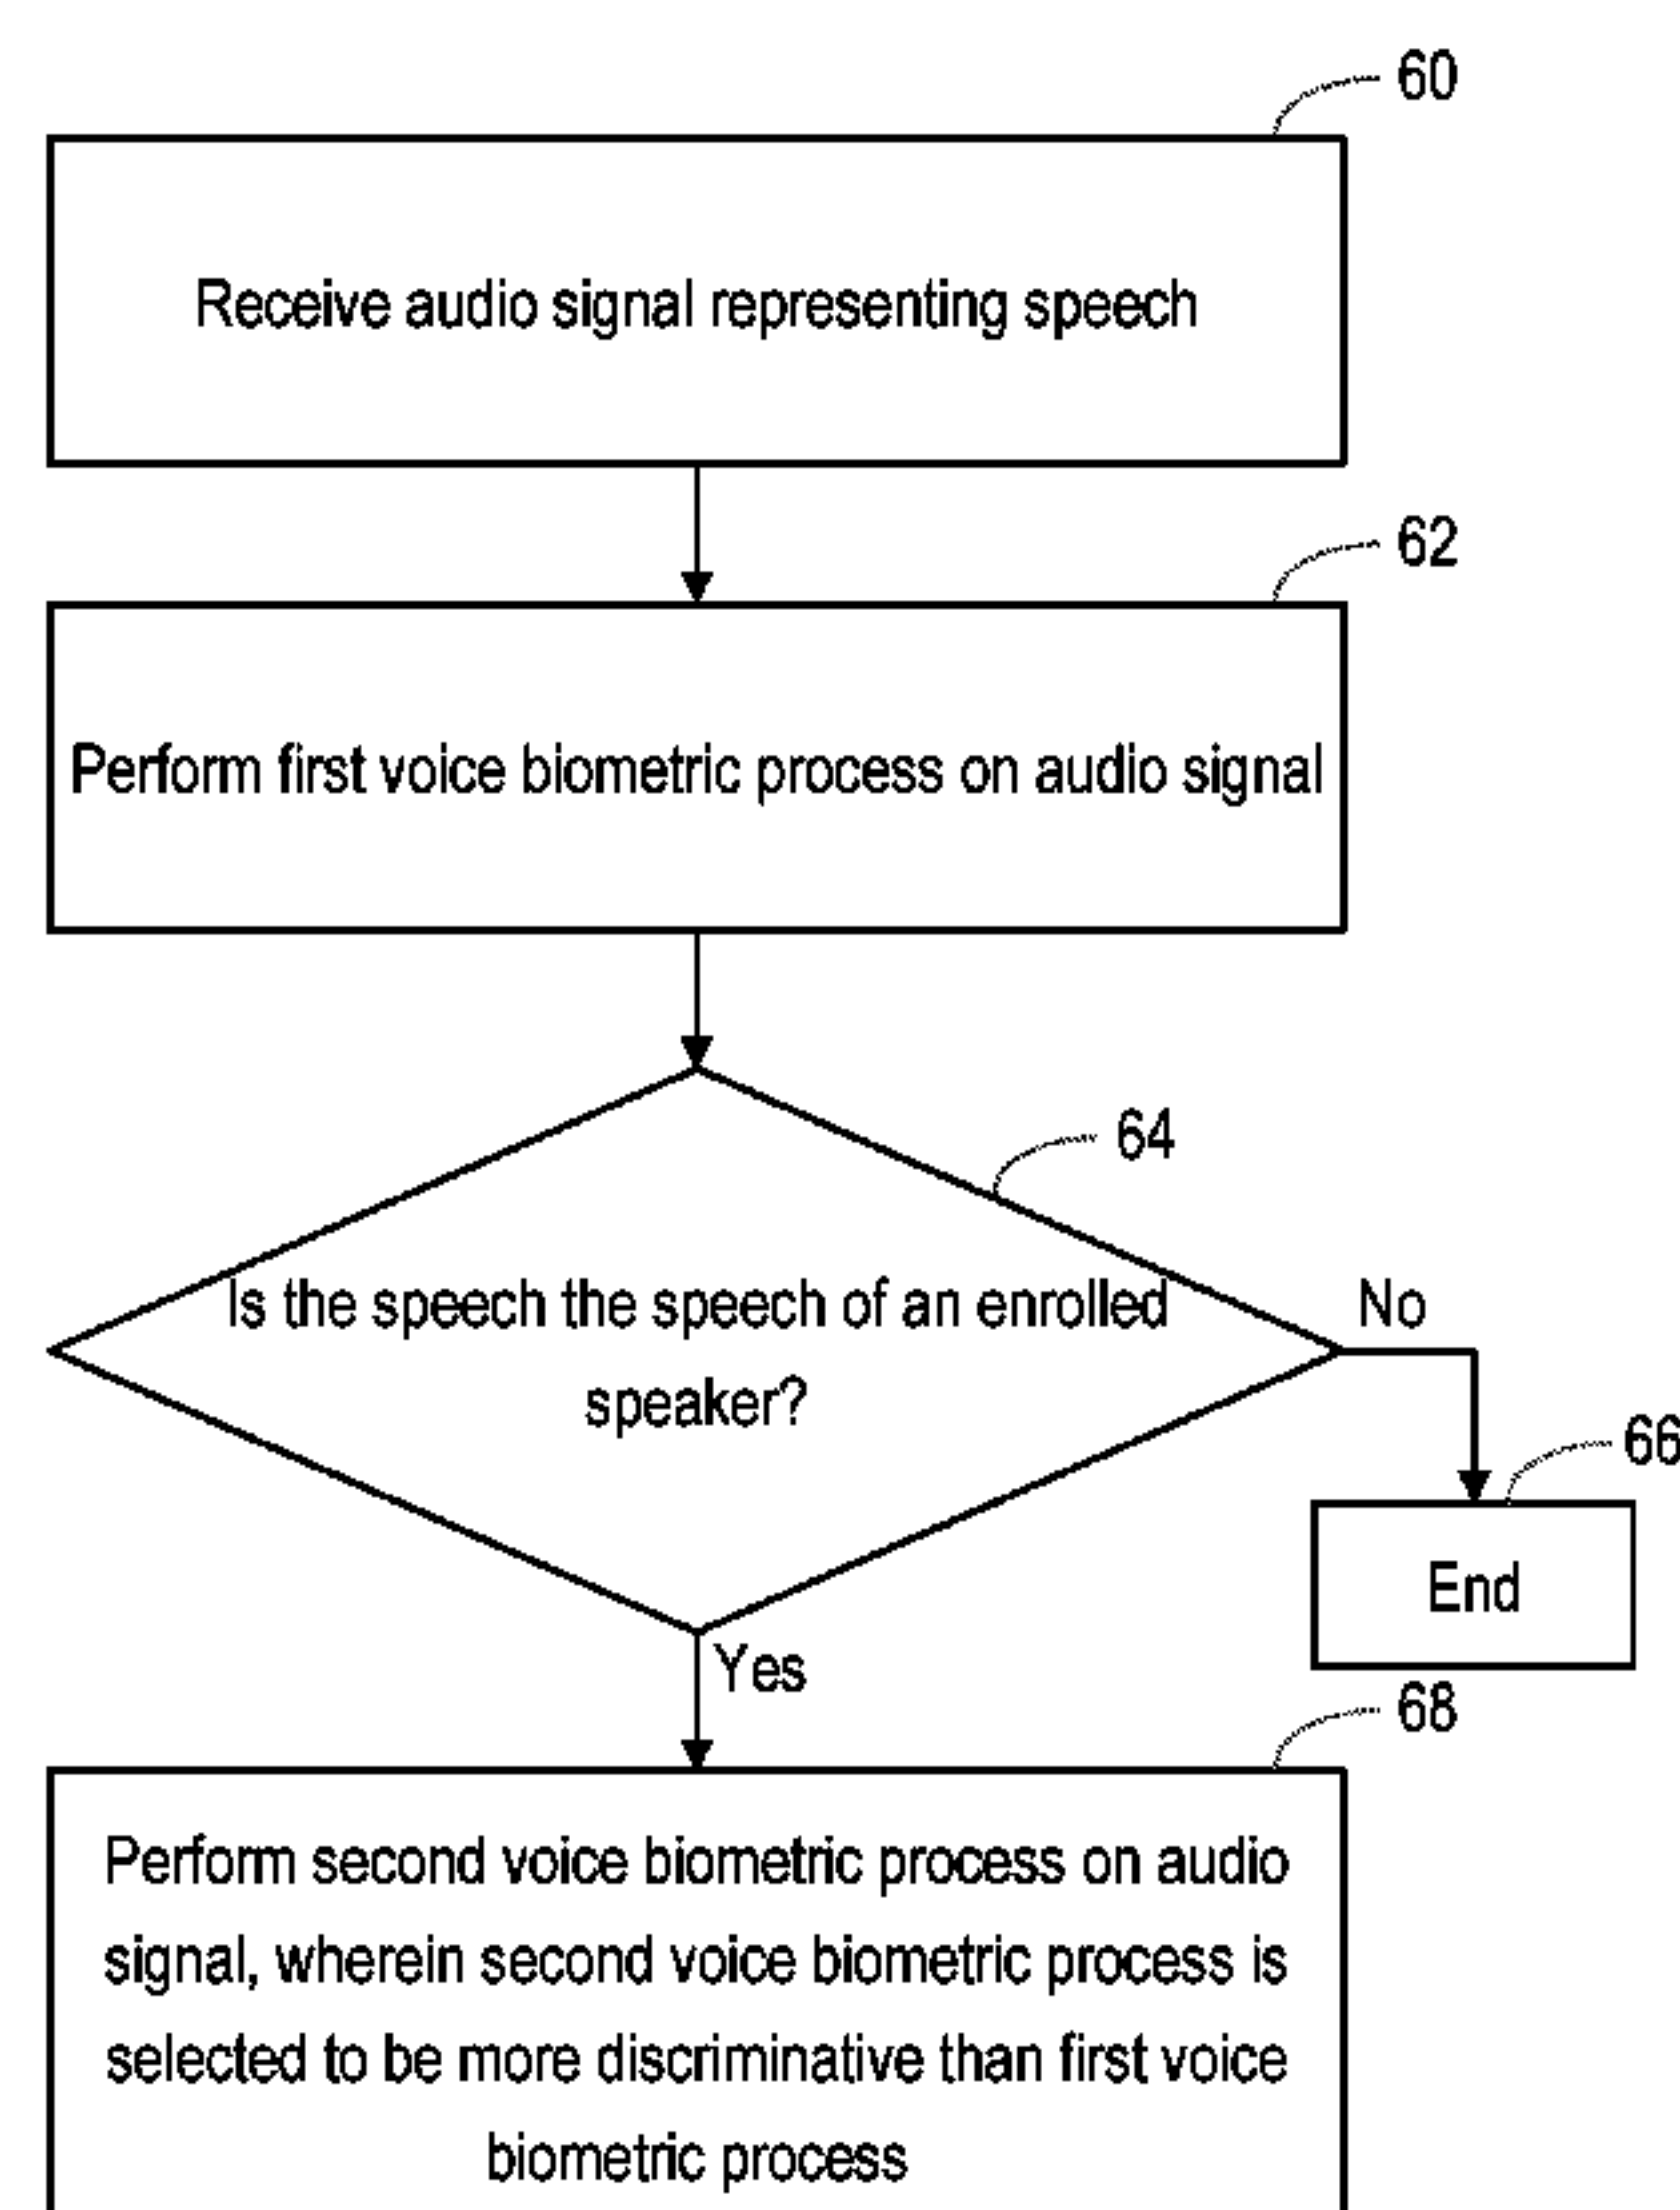 60
Receive audio signal representing speech
62
Perform first voice biometric process on audio signal
64
Is the speech the speech of an enrolled
speaker?
No
66
End
Yes
68
Perform second voice biometric process on audio
signal, wherein second voice biometric process is
selected to be more discriminative than first voice
biometric process